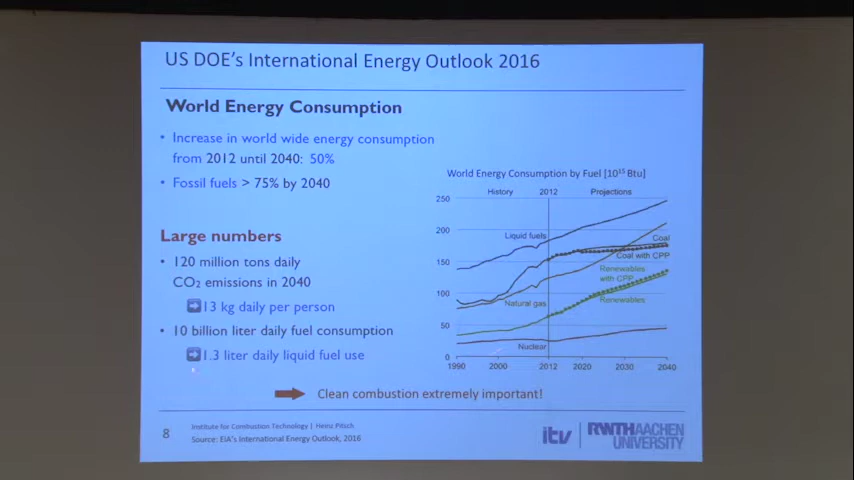 US DOE's International Energy Outlook 2016
World Energy Consumption
• Increase in world wide energy consumption
from 2012 until 2040: 50%
• Fossil fuels > 75% by 2040
Large numbers
• 120 million tons daily
CO2 emissions in 2040
13 kg daily per person
• 10 billion liter daily fuel consumption
1.3 liter daily liquid fuel use
World Energy Consumption by Fuel [10¹⁵ Btu]
History 2012 Projections
250
200
150
100
50
0
Liquid fuels
Coal
Coal with CPP
Renewables
with CPP
Renewables
Natural gas
Nuclear
1990 2000 2012 2020 2030 2040
Clean combustion extremely important!
8
Institute for Combustion Technology | Heinz Pitsch
Source: EIA's International Energy Outlook, 2016
itv
RWTHAACHEN
UNIVERSITY